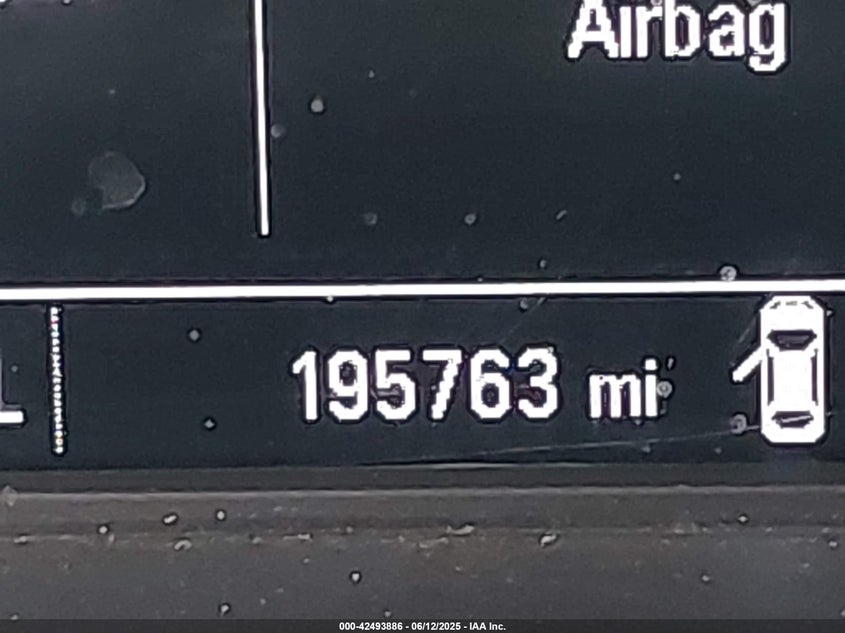 Airbag
195763 mi
000-42493886 - 06/12/2025 - IAA Inc.